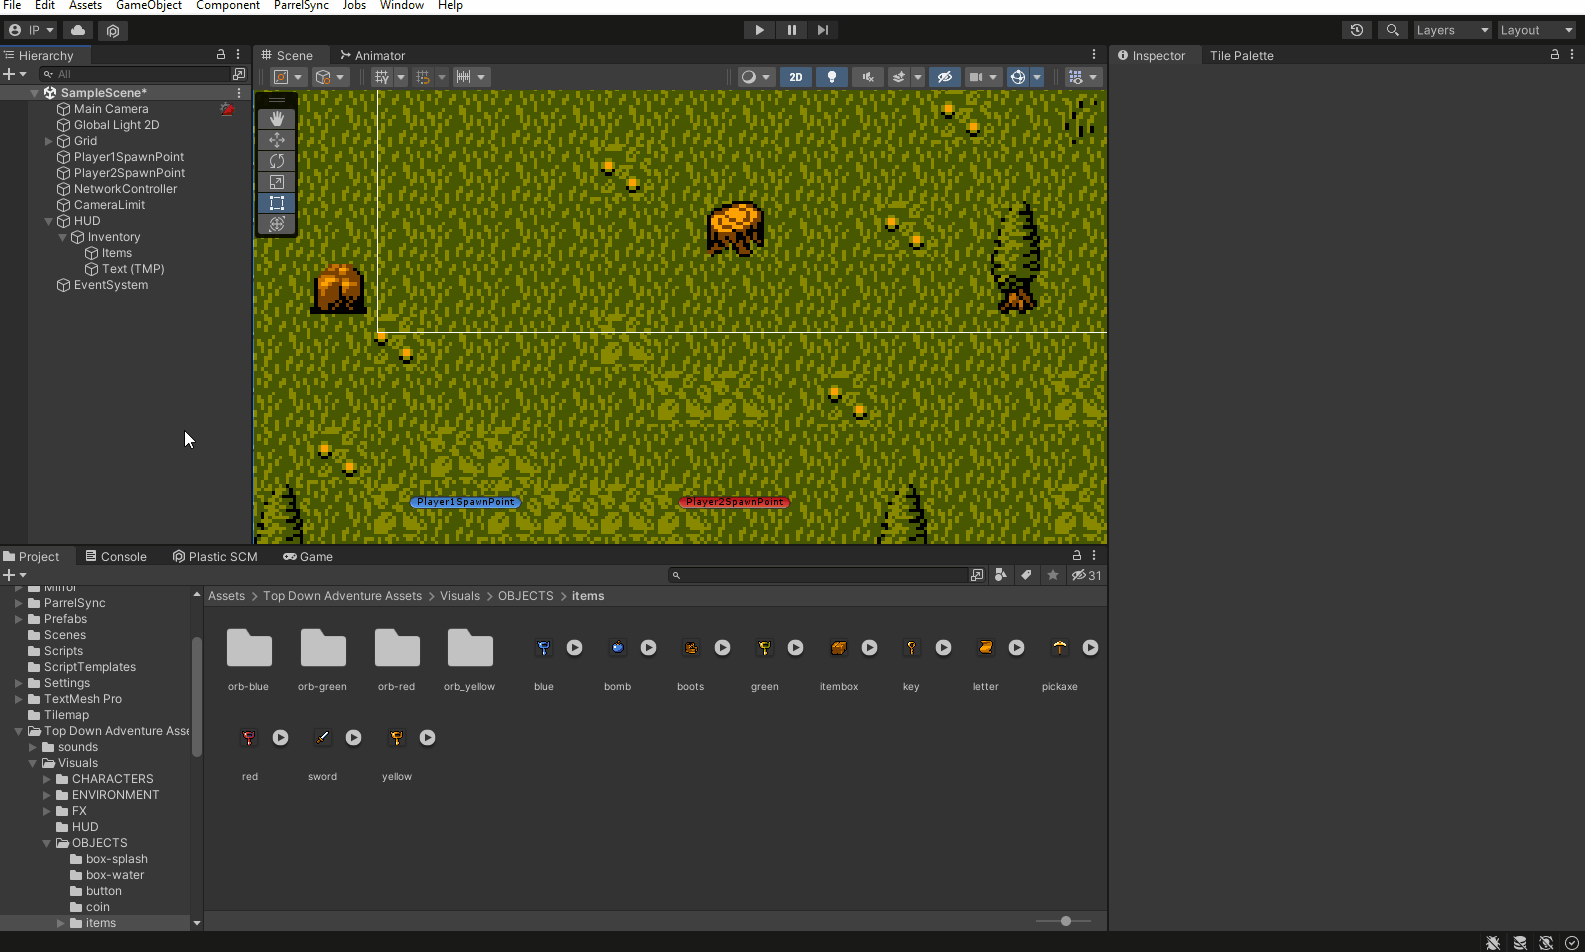 File Edit Assets GameObject Component ParrelSync Jobs Window Help
IP Layers Layout
Hierarchy
All
SampleScene*
Main Camera
Global Light 2D
Grid
Player1SpawnPoint
Player2SpawnPoint
NetworkController
CameraLimit
HUD
Inventory
Items
Text (TMP)
EventSystem
Scene Animator
2D
Player1SpawnPoint Player2SpawnPoint
Inspector Tile Palette
Project Console Plastic SCM Game
31
Mirror
ParrelSync
Prefabs
Scenes
Scripts
ScriptTemplates
Settings
TextMesh Pro
Tilemap
Top Down Adventure Asse
sounds
Visuals
CHARACTERS
ENVIRONMENT
FX
HUD
OBJECTS
box-splash
box-water
button
coin
items
Assets > Top Down Adventure Assets > Visuals > OBJECTS > items
orb-blue orb-green orb-red orb_yellow blue bomb boots green itembox key letter pickaxe
red sword yellow